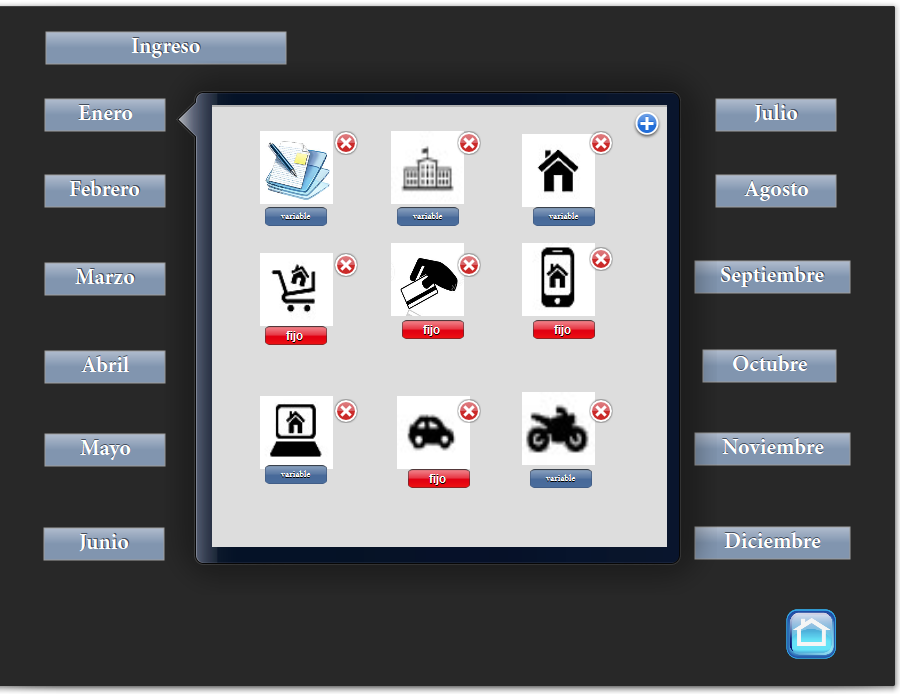 Ingreso
Enero
Julio
variable
variable
variable
Febrero
Agosto
Marzo
Septiembre
fijo
fijo
fijo
Abril
Octubre
Mayo
Noviembre
variable
fijo
variable
Junio
Diciembre